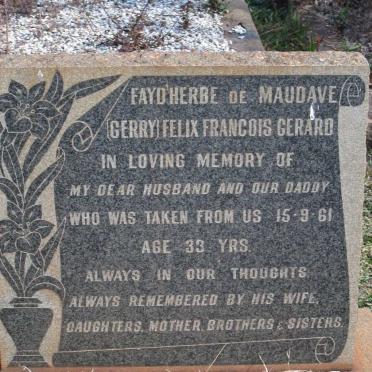 FAYD'HERBE DE MAUDAVE
(GERRY) FELIX FRANCOIS GERARD
IN LOVING MEMORY OF
MY DEAR HUSBAND AND OUR DADDY
WHO WAS TAKEN FROM US 15-9-61
AGE 33 YRS.
ALWAYS IN OUR THOUGHTS
ALWAYS REMEMBERED BY HIS WIFE,
DAUGHTERS, MOTHER, BROTHERS & SISTERS.